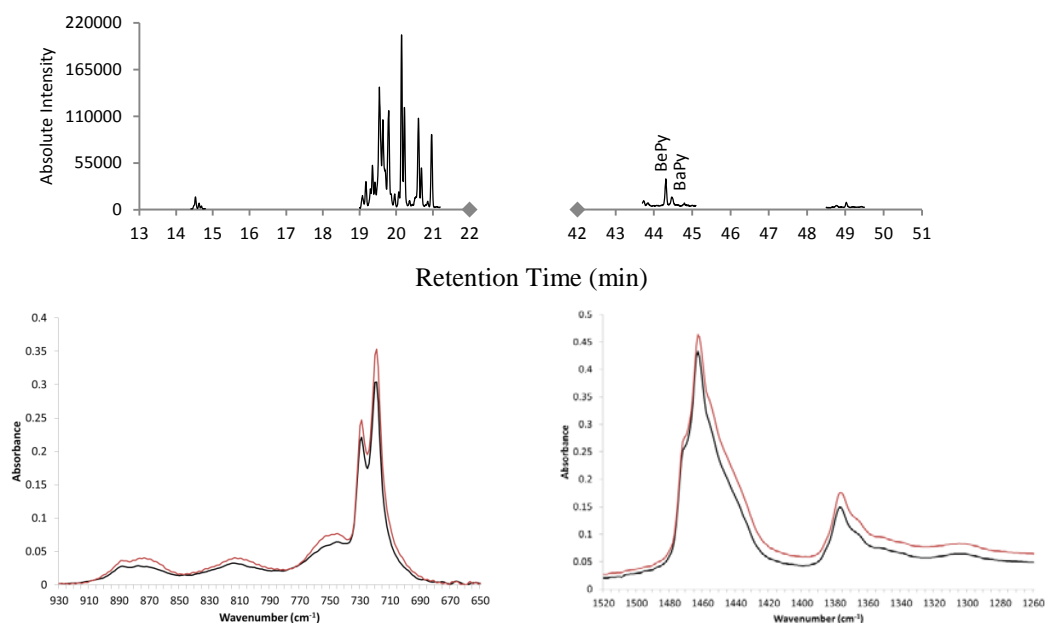 220000
165000
110000
55000
0
Absolute Intensity
BePy
BaPy
13 14 15 16 17 18 19 20 21 22
42 43 44 45 46 47 48 49 50 51
Retention Time (min)
0.4
0.35
0.3
0.25
0.2
0.15
0.1
0.05
0
Absorbance
930 910 890 870 850 830 810 790 770 750 730 710 690 670 650
Wavenumber (cm-1)
0.5
0.45
0.4
0.35
0.3
0.25
0.2
0.15
0.1
0.05
0
Absorbance
1520 1500 1480 1460 1440 1420 1400 1380 1360 1340 1320 1300 1280 1260
Wavenumber (cm-1)